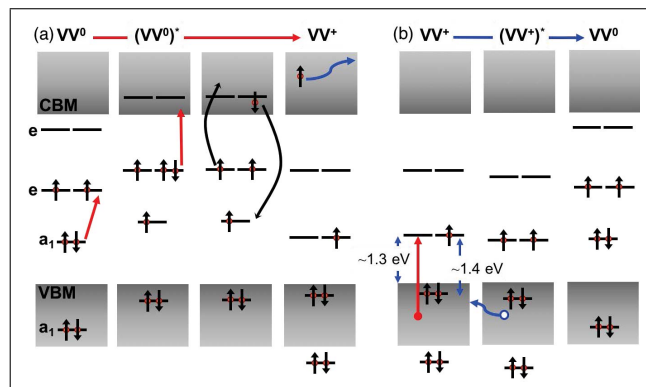 (a) VV⁰ (VV⁰)* VV⁺
CBM
e
e
a₁
VBM
a₁
(b) VV⁺ (VV⁺)* VV⁰
~1.3 eV
~1.4 eV